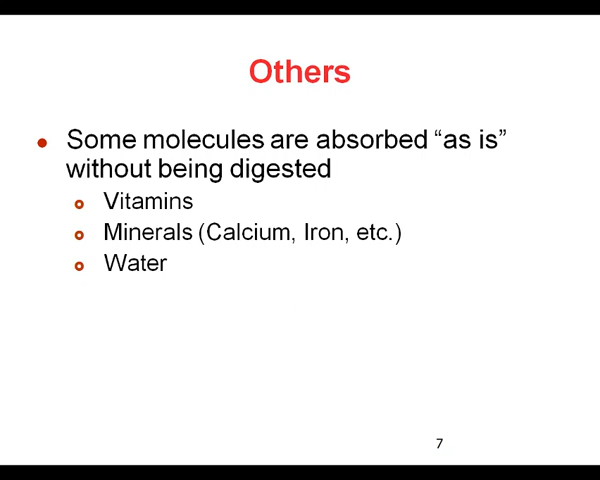 Others
Some molecules are absorbed “as is”
without being digested
Vitamins
Minerals (Calcium, Iron, etc.)
Water
7